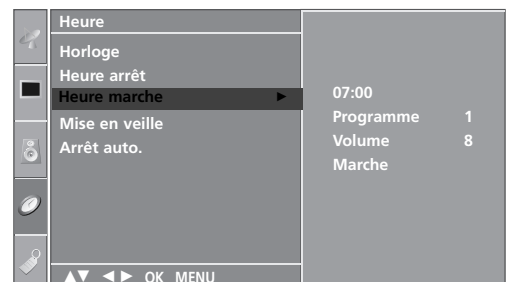 Heure
Horloge
Heure arrêt
Heure marche ►
Mise en veille
Arrêt auto.
07:00
Programme 1
Volume 8
Marche
▲▼ ◄► OK MENU